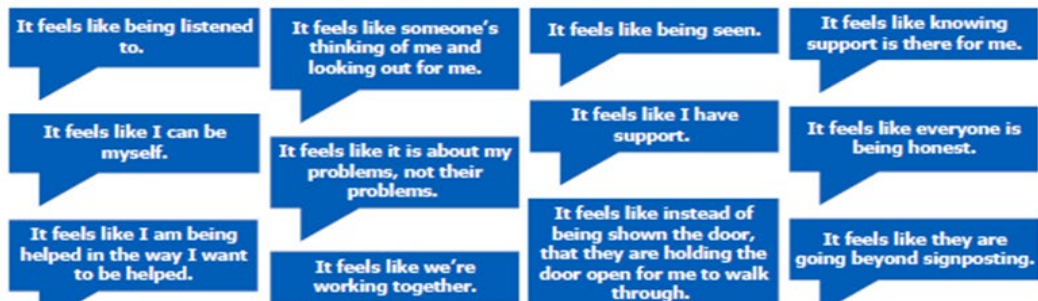 It feels like being listened
to.
It feels like someone's
thinking of me and
looking out for me.
It feels like being seen.
It feels like knowing
support is there for me.
It feels like I can be
myself.
It feels like it is about my
problems, not their
problems.
It feels like I have
support.
It feels like everyone is
being honest.
It feels like I am being
helped in the way I want
to be helped.
It feels like we're
working together.
It feels like instead of
being shown the door,
that they are holding the
door open for me to walk
through.
It feels like they are
going beyond signposting.